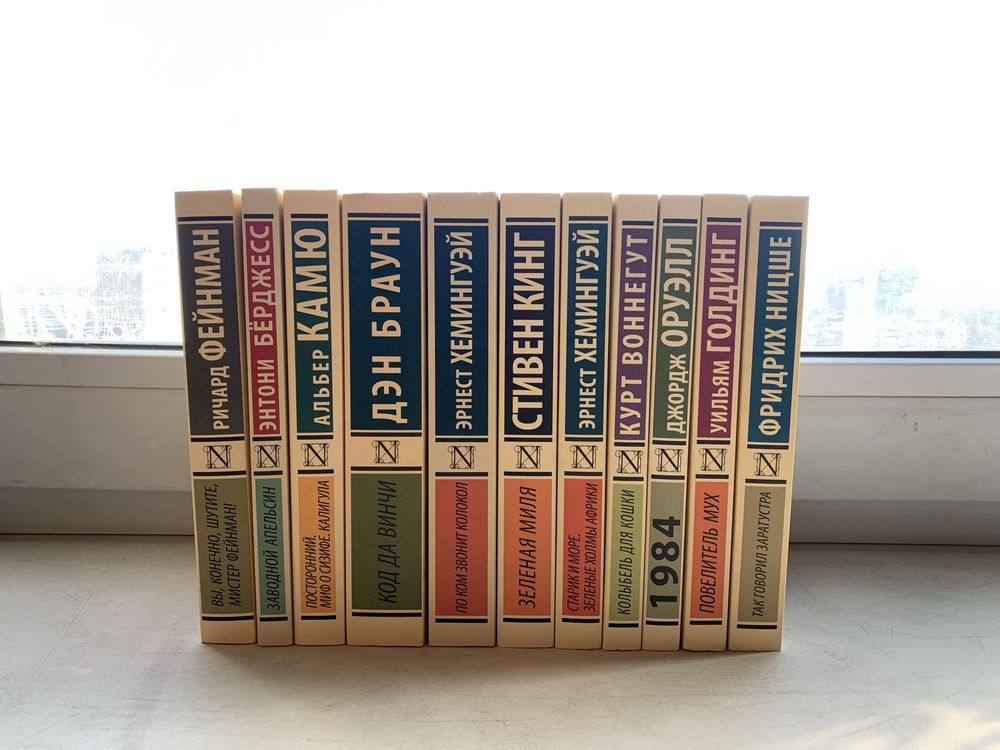 РИЧАРД ФЕЙНМАН
ВЫ, КОНЕЧНО, ШУТИТЕ,
МИСТЕР ФЕЙНМАН!
ЭНТОНИ БЁРДЖЕСС
ЗАВОДНОЙ АПЕЛЬСИН
АЛЬБЕР КАМЮ
ПОСТОРОННИЙ.
МИФ О СИЗИФЕ. КАЛИГУЛА
ДЭН БРАУН
КОД ДА ВИНЧИ
ЭРНЕСТ ХЕМИНГУЭЙ
ПО КОМ ЗВОНИТ КОЛОКОЛ
СТИВЕН КИНГ
ЗЕЛЕНАЯ МИЛЯ
ЭРНЕСТ ХЕМИНГУЭЙ
СТАРИК И МОРЕ.
ЗЕЛЕНЫЕ ХОЛМЫ АФРИКИ
КУРТ ВОННЕГУТ
КОЛЫБЕЛЬ ДЛЯ КОШКИ
ДЖОРДЖ ОРУЭЛЛ
1984
УИЛЬЯМ ГОЛДИНГ
ПОВЕЛИТЕЛЬ МУХ
ФРИДРИХ НИЦШЕ
ТАК ГОВОРИЛ ЗАРАТУСТРА